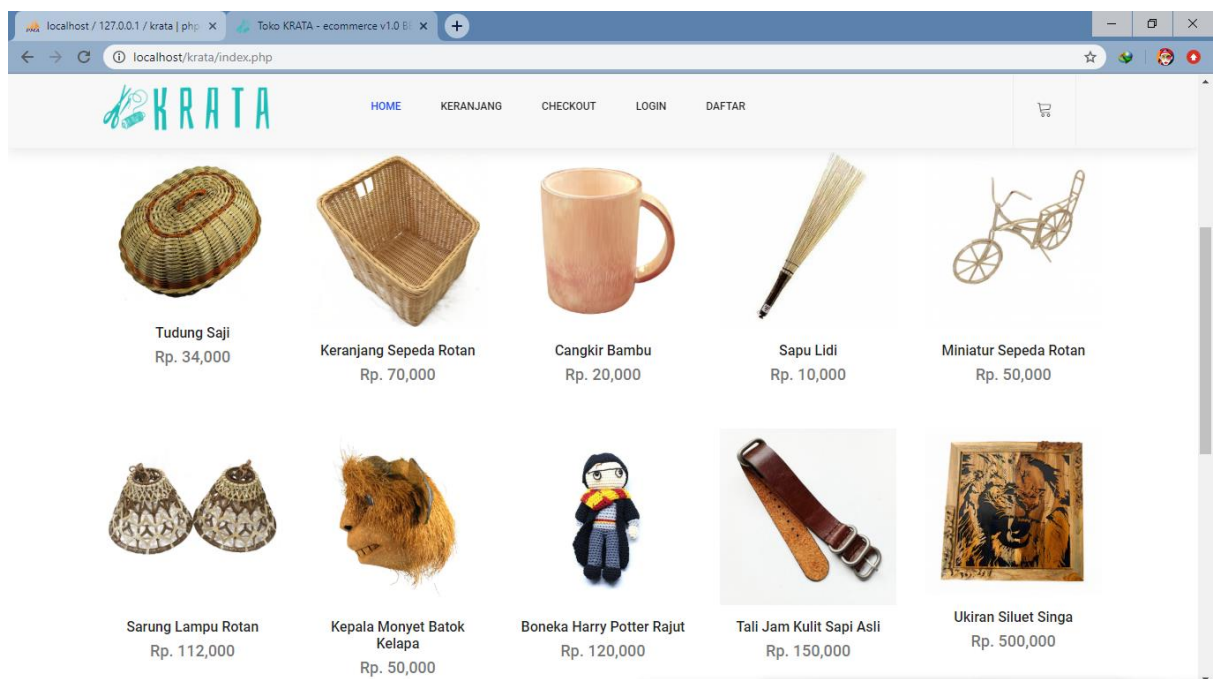 localhost / 127.0.0.1 / krata | php
Toko KRATA - ecommerce v1.0 B
localhost/krata/index.php
KRATA
HOME KERANJANG CHECKOUT LOGIN DAFTAR
Tudung Saji
Rp. 34,000
Keranjang Sepeda Rotan
Rp. 70,000
Cangkir Bambu
Rp. 20,000
Sapu Lidi
Rp. 10,000
Miniatur Sepeda Rotan
Rp. 50,000
Sarung Lampu Rotan
Rp. 112,000
Kepala Monyet Batok
Kelapa
Rp. 50,000
Boneka Harry Potter Rajut
Rp. 120,000
Tali Jam Kulit Sapi Asli
Rp. 150,000
Ukiran Siluet Singa
Rp. 500,000